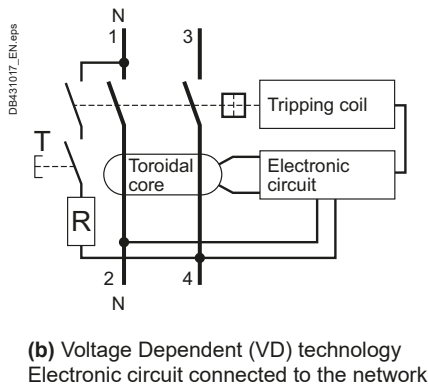 DB431017_EN.eps
N
1 3
Tripping coil
T
Toroidal
core
Electronic
circuit
R
2 4
N
(b) Voltage Dependent (VD) technology
Electronic circuit connected to the network